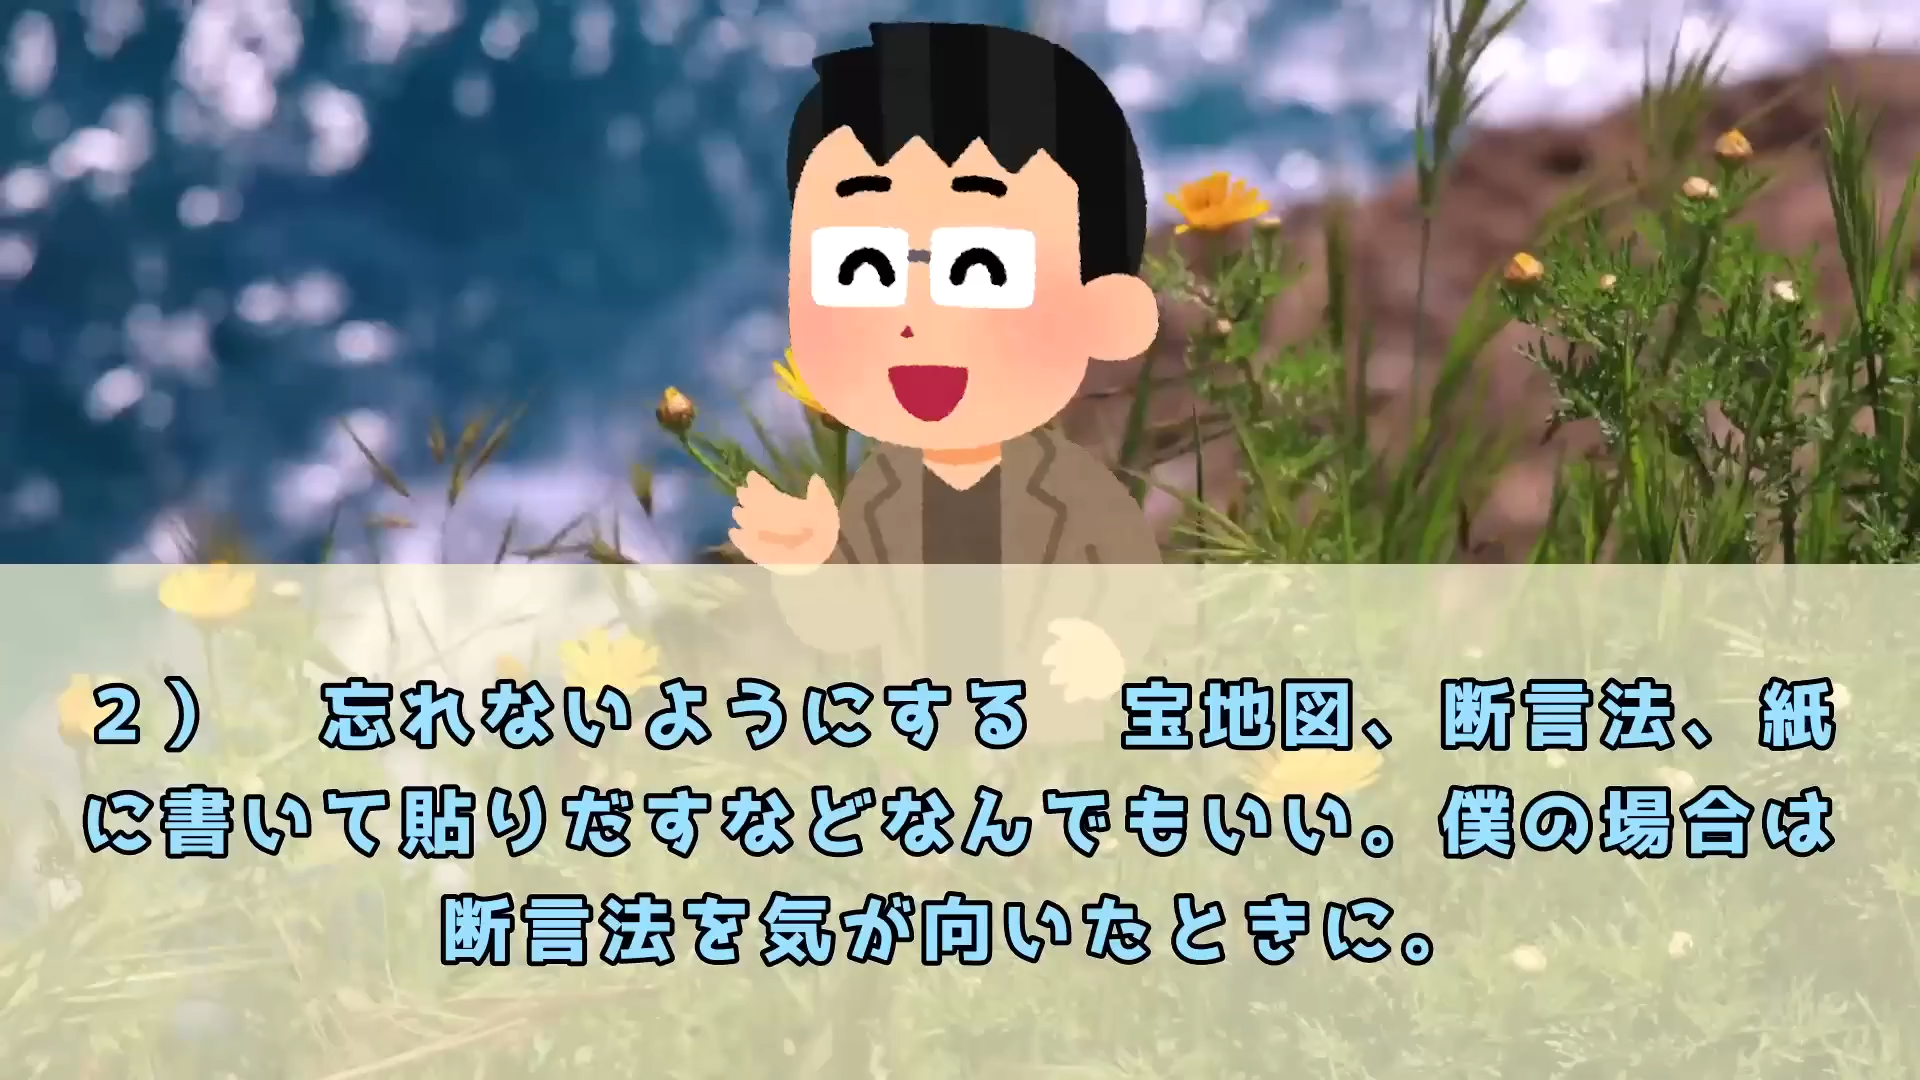 ２）　忘れないようにする　宝地図、断言法、紙
に書いて貼りだすなどなんでもいい。僕の場合は
断言法を気が向いたときに。